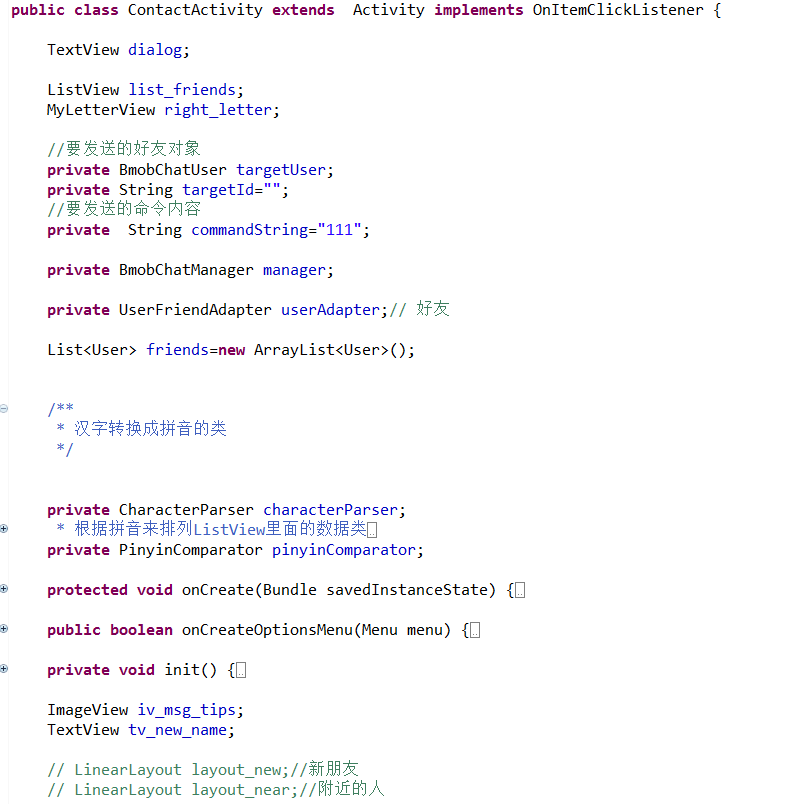 public class ContactActivity extends  Activity implements OnItemClickListener {
TextView dialog;
ListView list_friends;
MyLetterView right_letter;
//要发送的好友对象
private BmobChatUser targetUser;
private String targetId="";
//要发送的命令内容
private  String commandString="111";
private BmobChatManager manager;
private UserFriendAdapter userAdapter;// 好友
List<User> friends=new ArrayList<User>();
/**
* 汉字转换成拼音的类
*/
private CharacterParser characterParser;
* 根据拼音来排列ListView里面的数据类
private PinyinComparator pinyinComparator;
protected void onCreate(Bundle savedInstanceState) {
public boolean onCreateOptionsMenu(Menu menu) {
private void init() {
ImageView iv_msg_tips;
TextView tv_new_name;
// LinearLayout layout_new;//新朋友
// LinearLayout layout_near;//附近的人